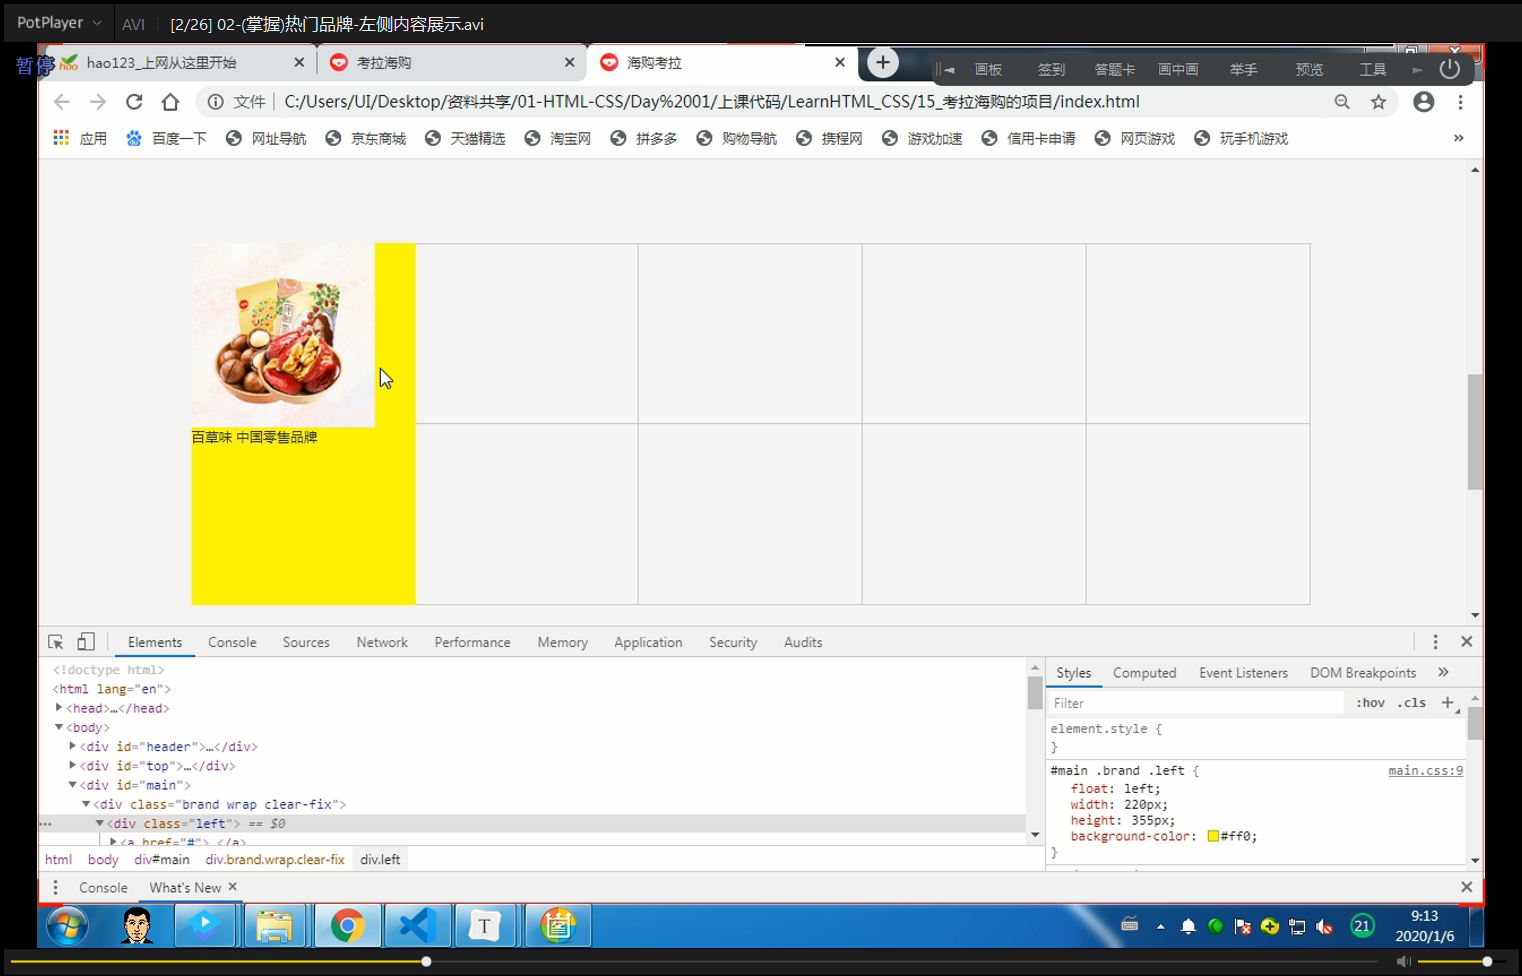 PotPlayer AVI [2/26] 02-(掌握)热门品牌-左侧内容展示.avi
暂停
hao123_上网从这里开始 考拉海购 海购考拉
画板 签到 答题卡 画中画 举手 预览 工具
文件 C:/Users/UI/Desktop/资料共享/01-HTML-CSS/Day%2001/上课代码/LearnHTML_CSS/15_考拉海购的项目/index.html
应用 百度一下 网址导航 京东商城 天猫精选 淘宝网 拼多多 购物导航 携程网 游戏加速 信用卡申请 网页游戏 玩手机游戏 »
百草味 中国零售品牌
Elements Console Sources Network Performance Memory Application Security Audits
<!doctype html>
<html lang="en">
<head>…</head>
<body>
<div id="header">…</div>
<div id="top">…</div>
<div id="main">
<div class="brand wrap clear-fix">
<div class="left"> == $0
<a href="#">…</a>
html body div#main div.brand.wrap.clear-fix div.left
Styles Computed Event Listeners DOM Breakpoints »
Filter :hov .cls +
element.style {
}
#main .brand .left { main.css:9
float: left;
width: 220px;
height: 355px;
background-color: #ff0;
}
Console What's New
T
21
9:13
2020/1/6